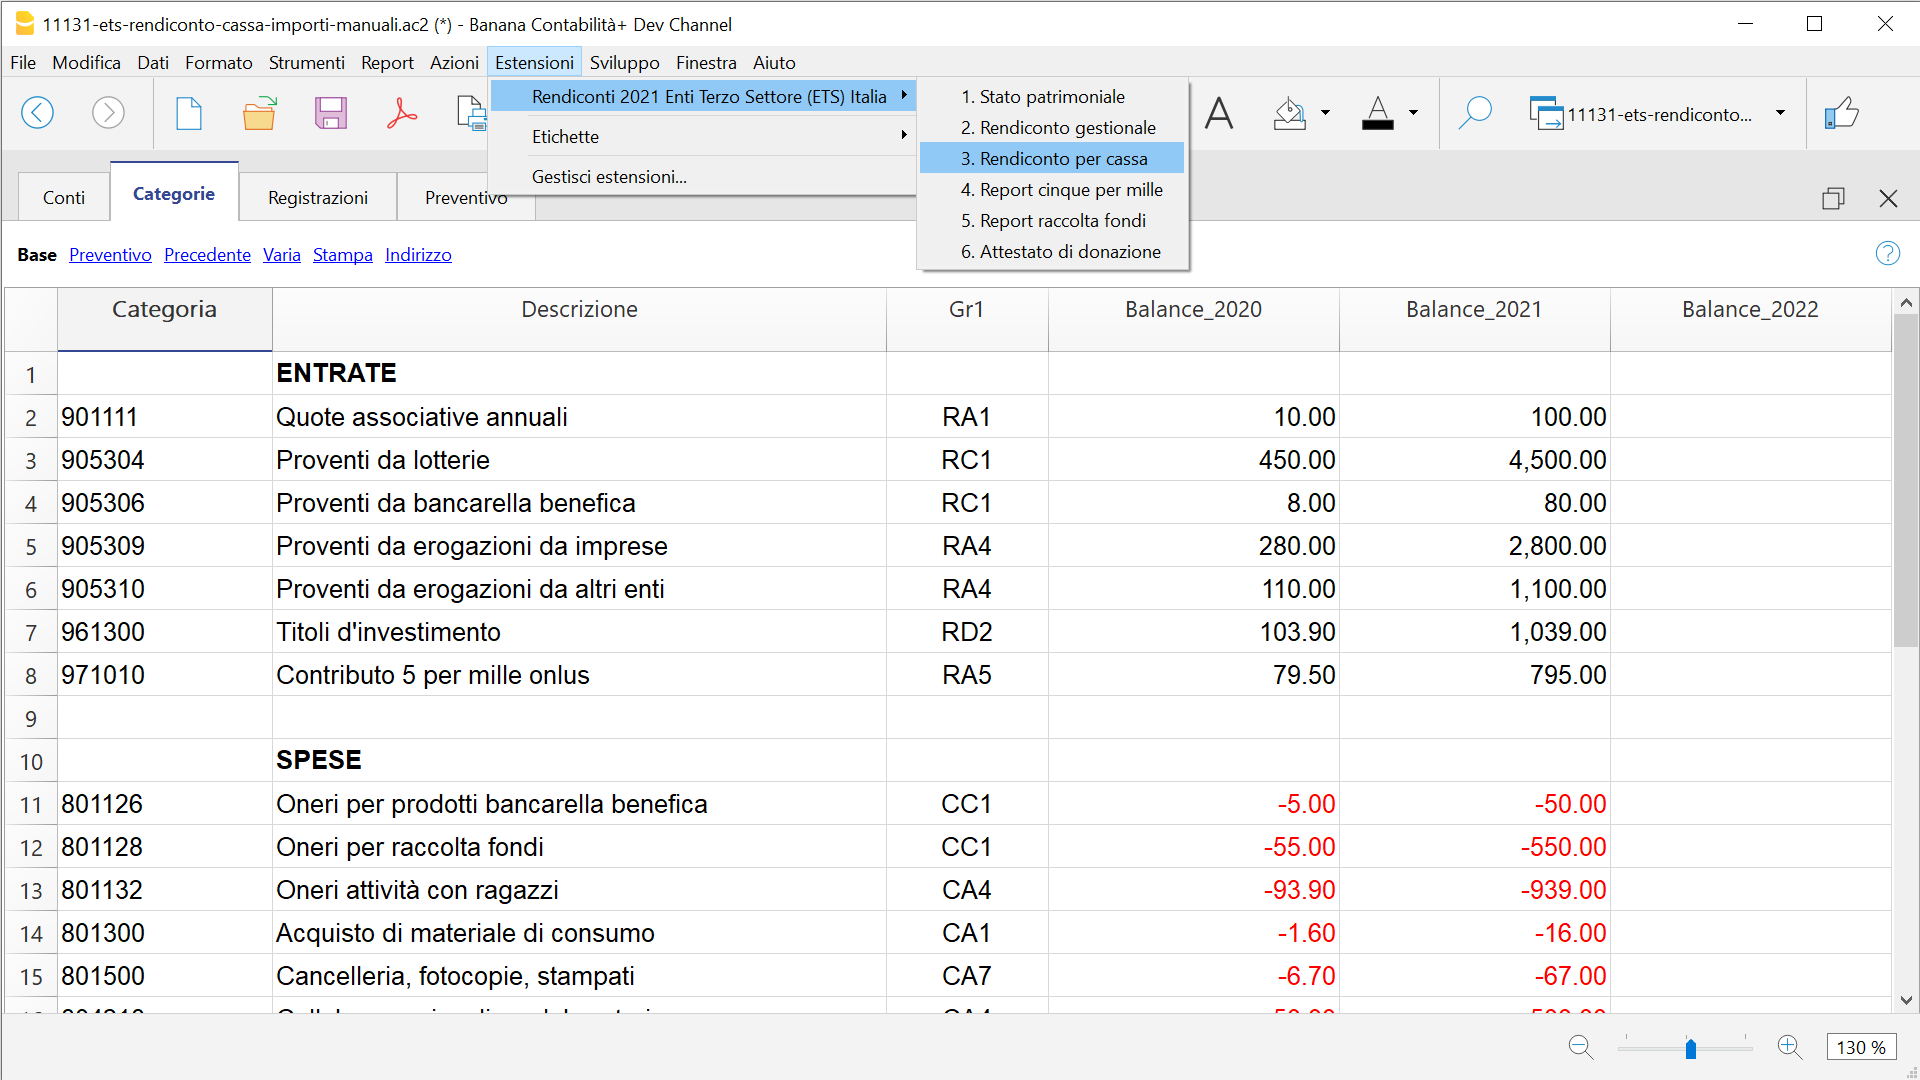 11131-ets-rendiconto-cassa-importi-manuali.ac2 (*) - Banana Contabilità+ Dev Channel
File Modifica Dati Formato Strumenti Report Azioni Estensioni Sviluppo Finestra Aiuto
Rendiconti 2021 Enti Terzo Settore (ETS) Italia
Etichette
Gestisci estensioni...
1. Stato patrimoniale
2. Rendiconto gestionale
3. Rendiconto per cassa
4. Report cinque per mille
5. Report raccolta fondi
6. Attestato di donazione
11131-ets-rendiconto...
Conti Categorie Registrazioni Preventivo
Base Preventivo Precedente Varia Stampa Indirizzo
Categoria Descrizione Gr1 Balance_2020 Balance_2021 Balance_2022
1 ENTRATE
2 901111 Quote associative annuali RA1 10.00 100.00
3 905304 Proventi da lotterie RC1 450.00 4,500.00
4 905306 Proventi da bancarella benefica RC1 8.00 80.00
5 905309 Proventi da erogazioni da imprese RA4 280.00 2,800.00
6 905310 Proventi da erogazioni da altri enti RA4 110.00 1,100.00
7 961300 Titoli d'investimento RD2 103.90 1,039.00
8 971010 Contributo 5 per mille onlus RA5 79.50 795.00
9
10 SPESE
11 801126 Oneri per prodotti bancarella benefica CC1 -5.00 -50.00
12 801128 Oneri per raccolta fondi CC1 -55.00 -550.00
13 801132 Oneri attività con ragazzi CA4 -93.90 -939.00
14 801300 Acquisto di materiale di consumo CA1 -1.60 -16.00
15 801500 Cancelleria, fotocopie, stampati CA7 -6.70 -67.00
130 %